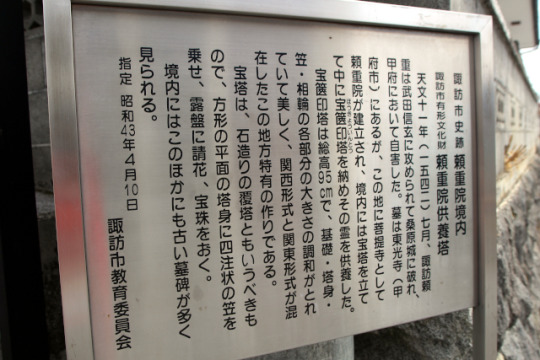 諏訪市史跡 頼重院境内
諏訪市有形文化財 頼重院供養塔
天文十一年(一五四二)七月、諏訪頼
重は武田信玄に攻められて桑原城に破れ、
甲府において自害した。墓は東光寺(甲
府市)にあるが、この地に菩提寺として
頼重院が建立され、境内には宝塔を立て
て中に宝篋印塔を納めその霊を供養した。
宝篋印塔は総高95cmで、基礎・塔身・
笠・相輪の各部分の大きさの調和がとれ
ていて美しく、関西形式と関東形式が混
在したこの地方特有の作りである。
宝塔は、石造りの覆塔ともいうべきも
ので、方形の平面の塔身に四注状の笠を
乗せ、露盤に請花、宝珠をおく。
境内にはこのほかにも古い墓碑が多く
見られる。
指定 昭和43年4月10日
諏訪市教育委員会